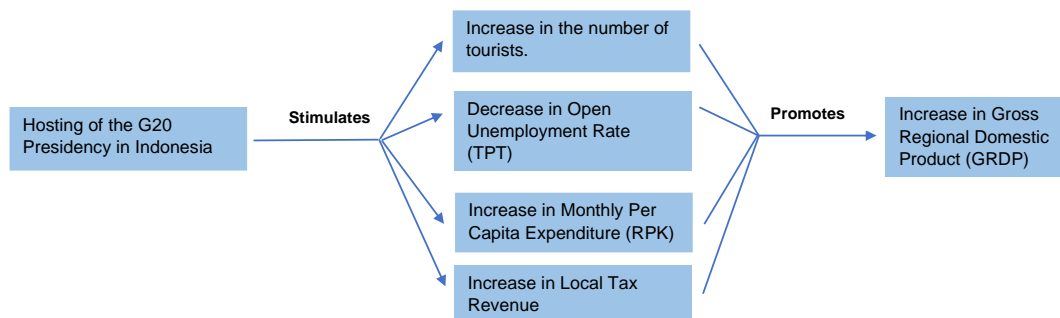 Hosting of the G20
Presidency in Indonesia
Stimulates
Increase in the number of
tourists.
Decrease in Open
Unemployment Rate
(TPT)
Increase in Monthly Per
Capita Expenditure (RPK)
Increase in Local Tax
Revenue
Promotes
Increase in Gross
Regional Domestic
Product (GRDP)